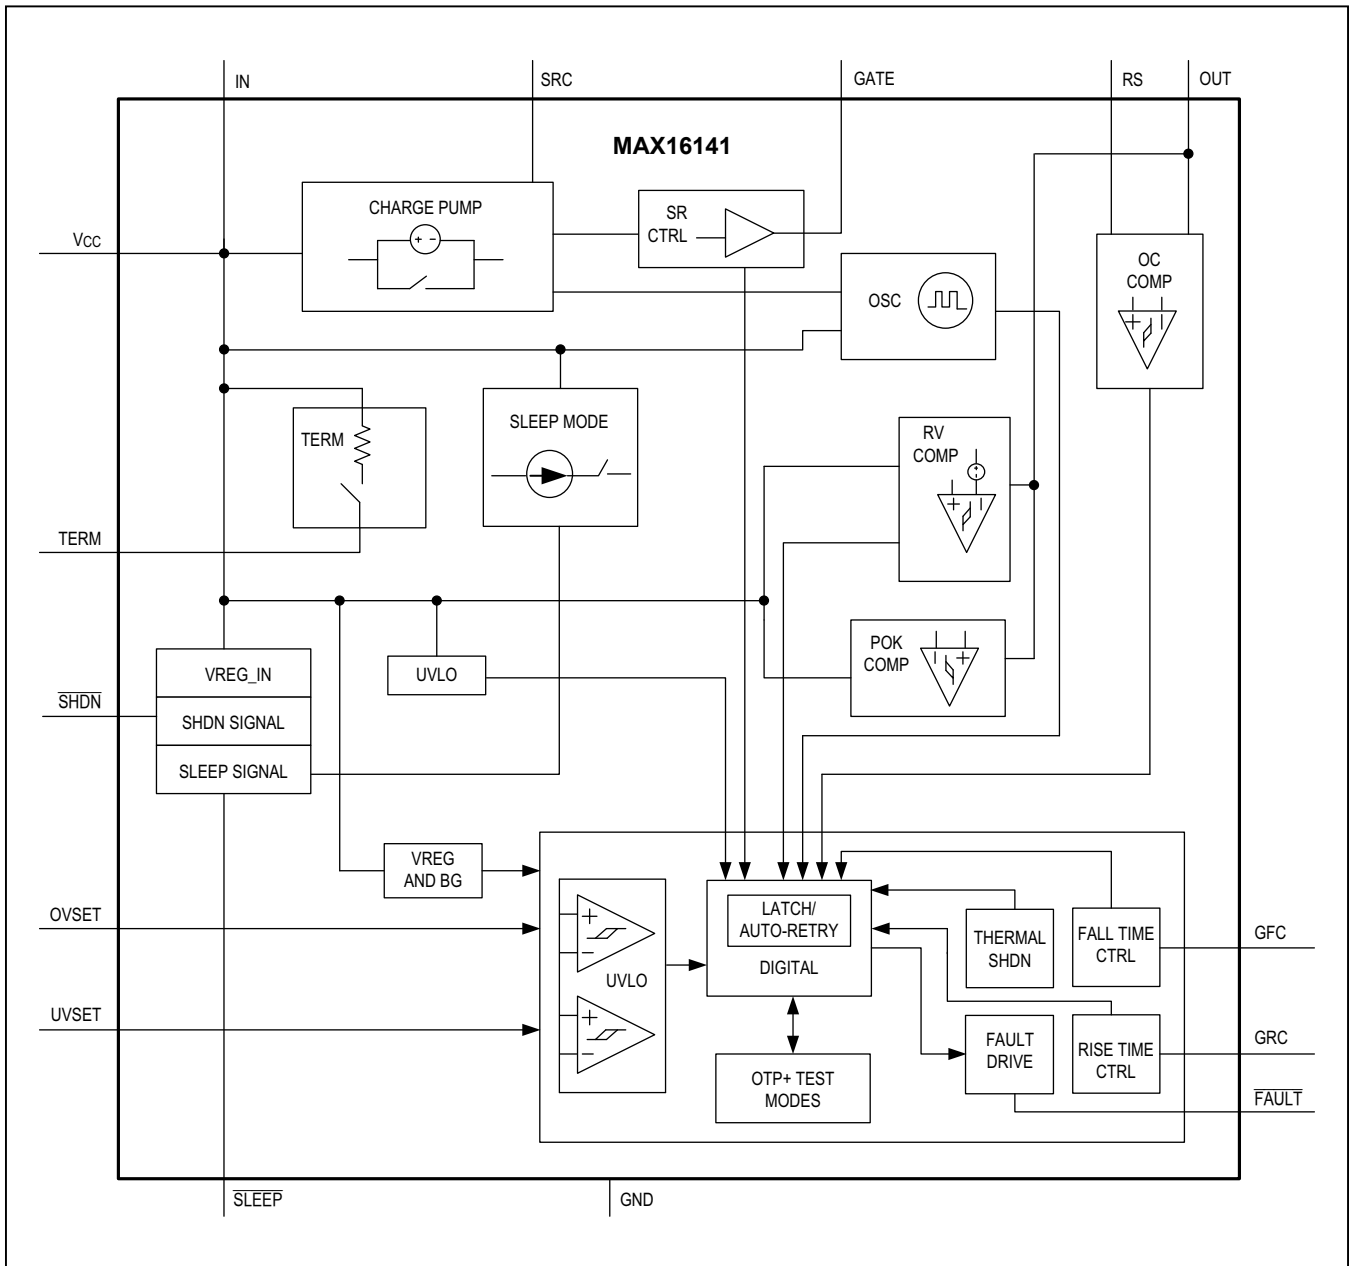 IN
SRC
GATE
RS
OUT
MAX16141
CHARGE PUMP
+ -
SR
CTRL
VCC
OSC
OC
COMP
+ -
SLEEP MODE
TERM
RV
COMP
+ -
TERM
POK
COMP
- +
VREG_IN
UVLO
SHDN
SHDN SIGNAL
SLEEP SIGNAL
VREG
AND BG
OVSET
LATCH/
AUTO-RETRY
DIGITAL
THERMAL
SHDN
FALL TIME
CTRL
GFC
+
-
UVLO
UVSET
+
-
FAULT
DRIVE
RISE TIME
CTRL
GRC
OTP+ TEST
MODES
FAULT
SLEEP
GND